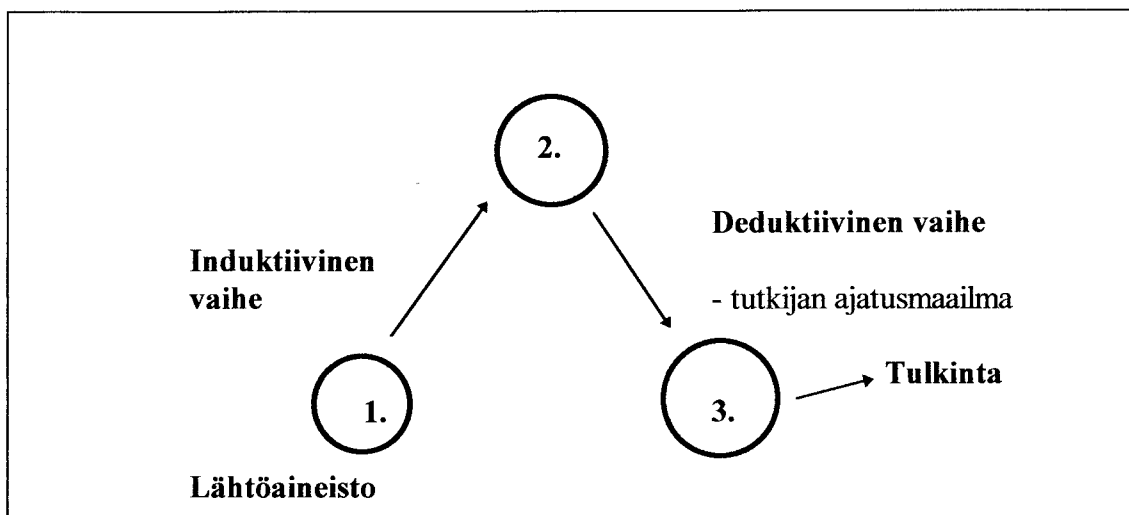 2.
Deduktiivinen vaihe
Induktiivinen
vaihe
- tutkijan ajatusmaailma
Tulkinta
1.
3.
Lähtöaineisto